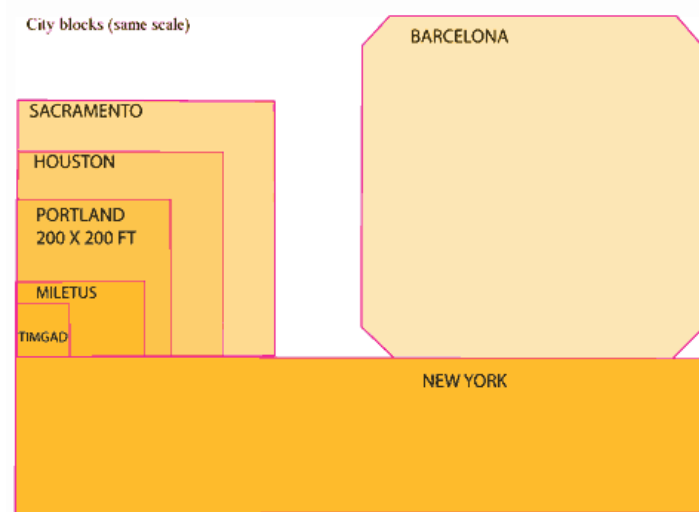 City blocks (same scale)
BARCELONA
SACRAMENTO
HOUSTON
PORTLAND
200 X 200 FT
MILETUS
TIMGAD
NEW YORK